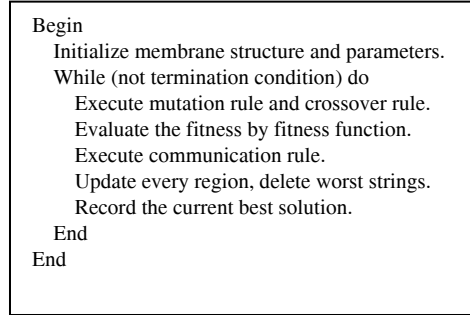 Begin
Initialize membrane structure and parameters.
While (not termination condition) do
Execute mutation rule and crossover rule.
Evaluate the fitness by fitness function.
Execute communication rule.
Update every region, delete worst strings.
Record the current best solution.
End
End